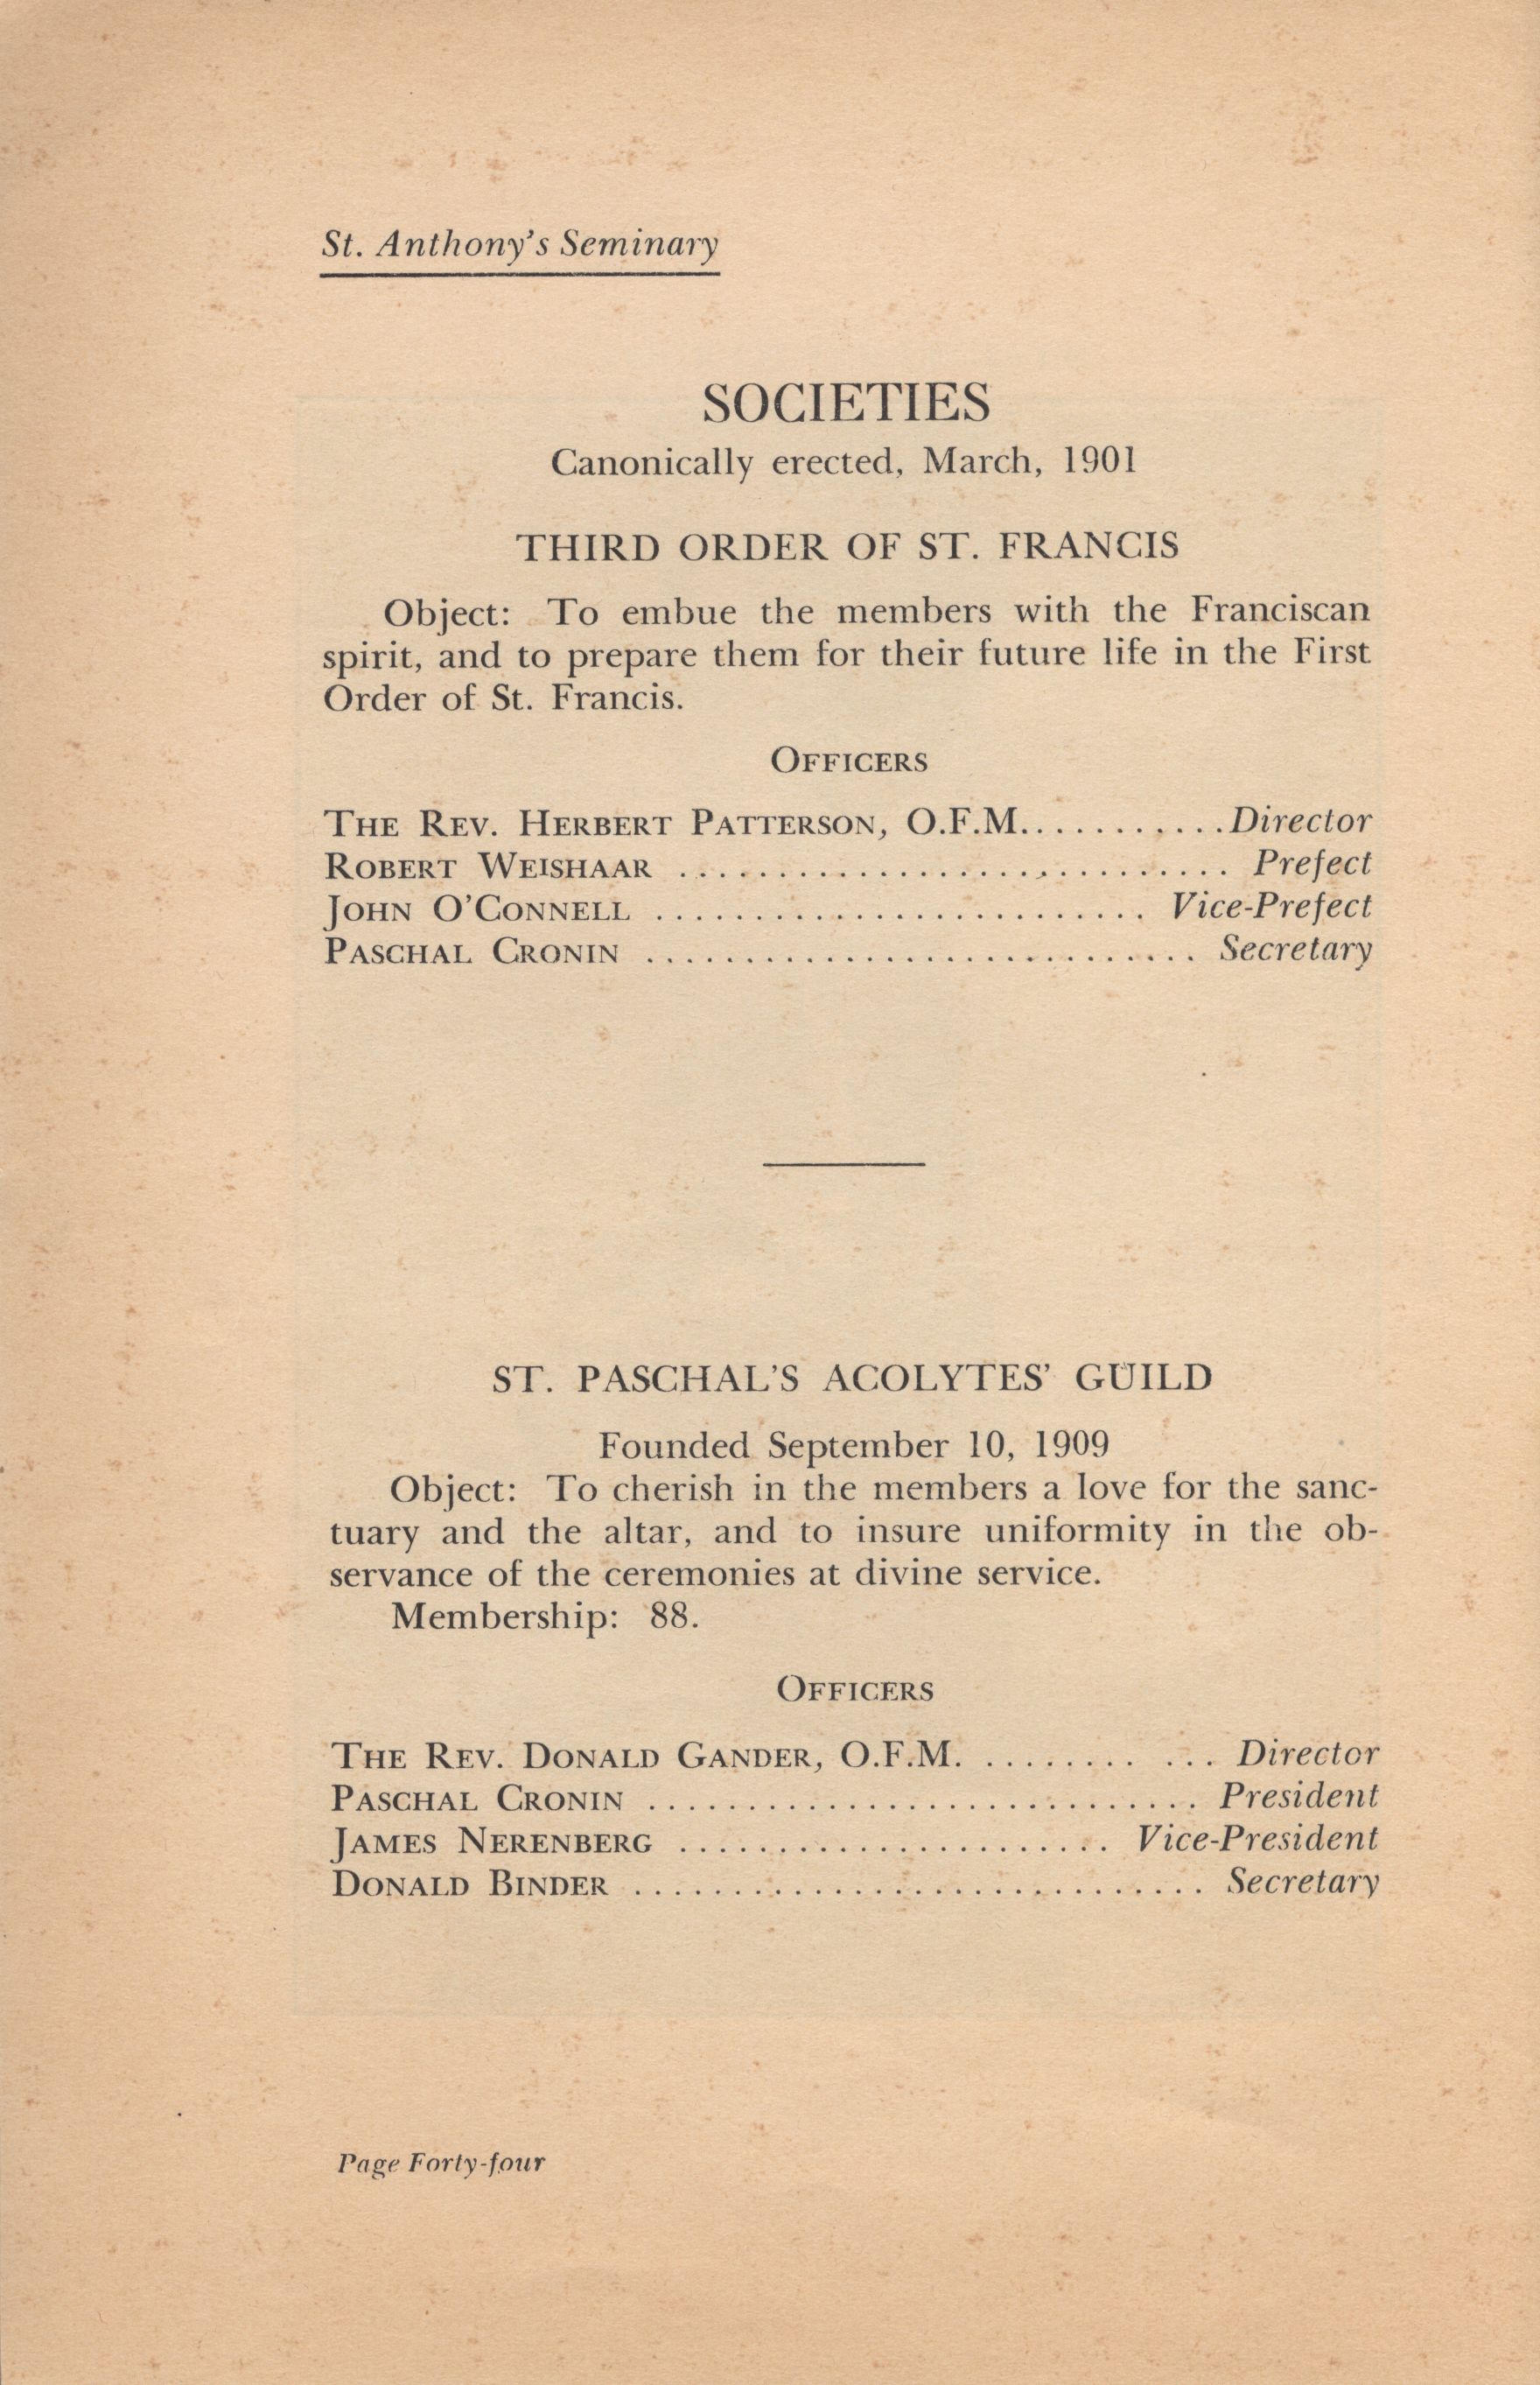 St. Anthony's Seminary
SOCIETIES
Canonically erected, March, 1901
THIRD ORDER OF ST. FRANCIS
Object: To embue the members with the Franciscan
spirit, and to prepare them for their future life in the First
Order of St. Francis.
OFFICERS
THE REV. HERBERT PATTERSON, O.F.M...........Director
ROBERT WEISHAAR ............................ Prefect
JOHN O'CONNELL ......................... Vice-Prefect
PASCHAL CRONIN ............................ Secretary
ST. PASCHAL'S ACOLYTES' GUILD
Founded September 10, 1909
Object: To cherish in the members a love for the sanc-
tuary and the altar, and to insure uniformity in the ob-
servance of the ceremonies at divine service.
Membership: 88.
OFFICERS
THE REV. DONALD GANDER, O.F.M. ........ ... Director
PASCHAL CRONIN ............................ President
JAMES NERENBERG ...................... Vice-President
DONALD BINDER ............................. Secretary
Page Forty-four